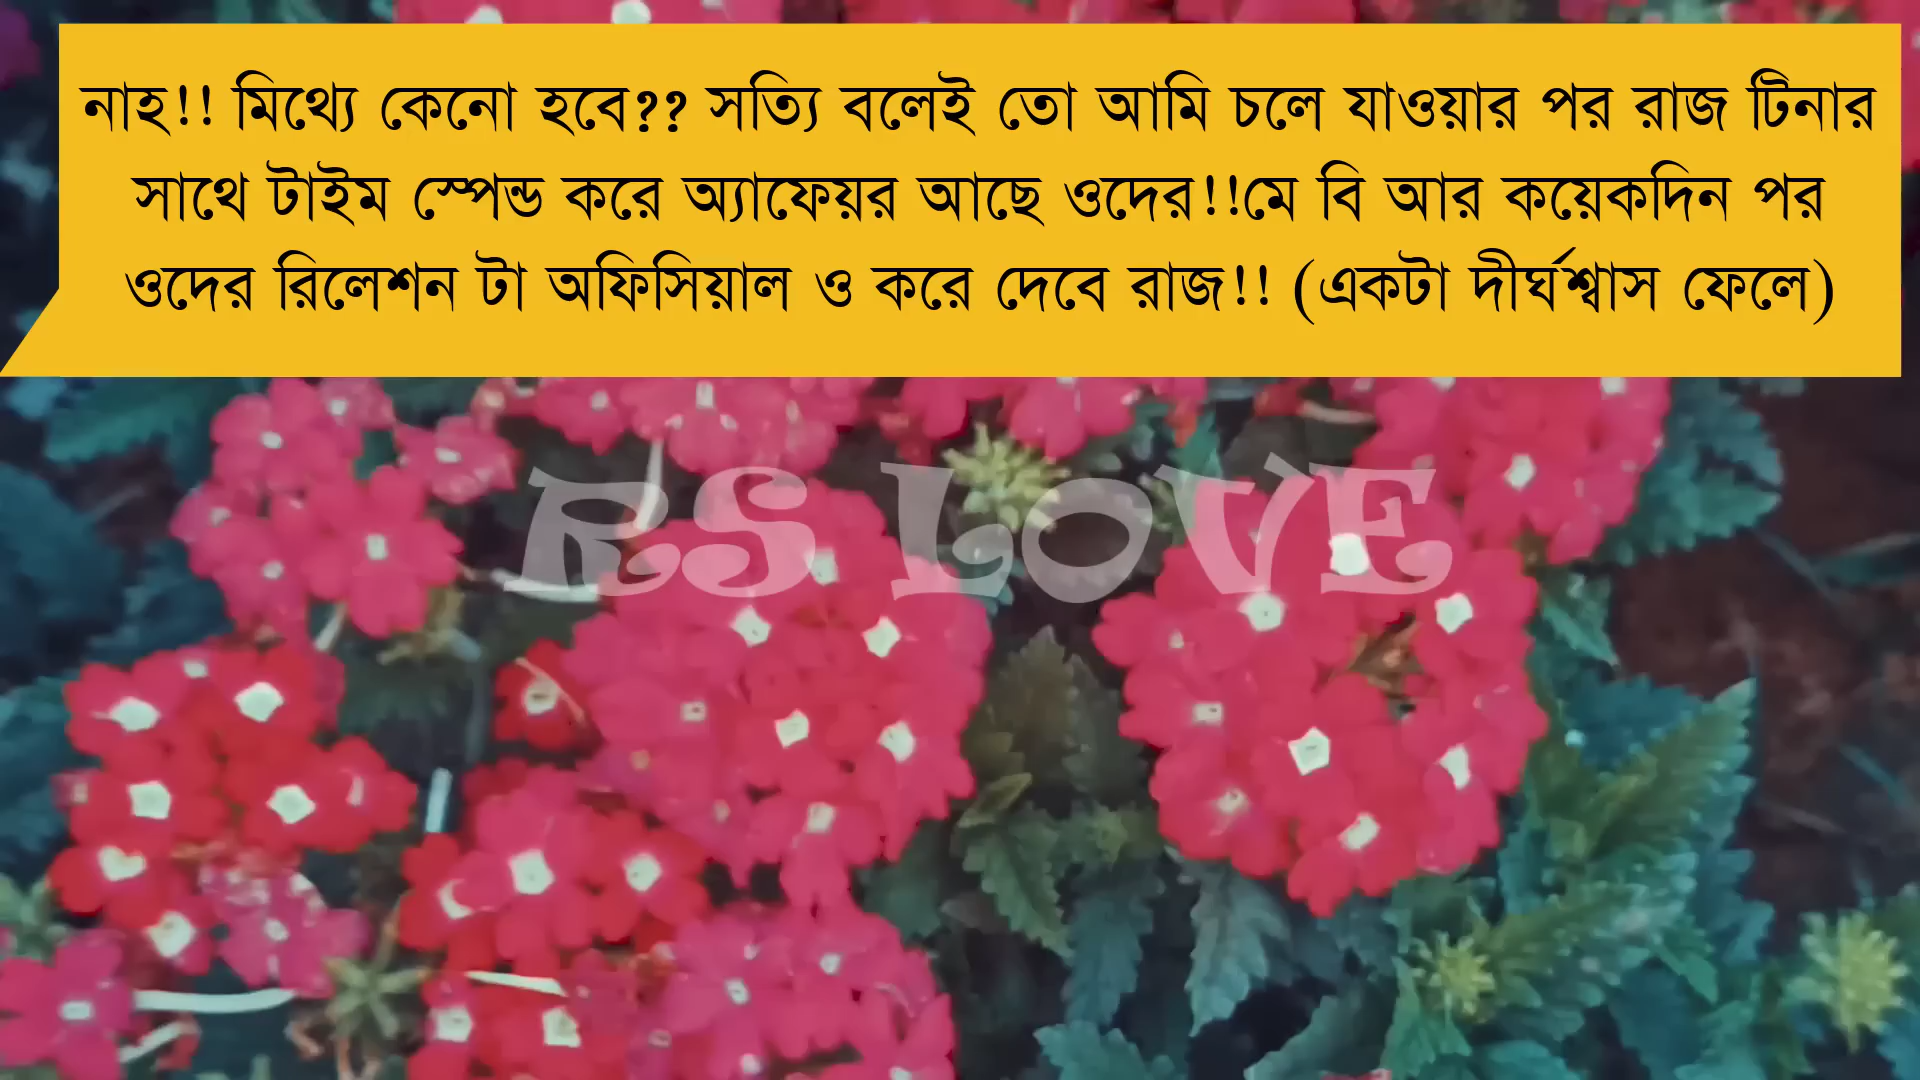 নাহ!! মিথ্যে কেনো হবে?? সত্যি বলেই তো আমি চলে যাওয়ার পর রাজ টিনার
সাথে টাইম স্পেন্ড করে অ্যাফেয়র আছে ওদের!!মে বি আর কয়েকদিন পর
ওদের রিলেশন টা অফিসিয়াল ও করে দেবে রাজ!! (একটা দীর্ঘশ্বাস ফেলে)
RS LOVE